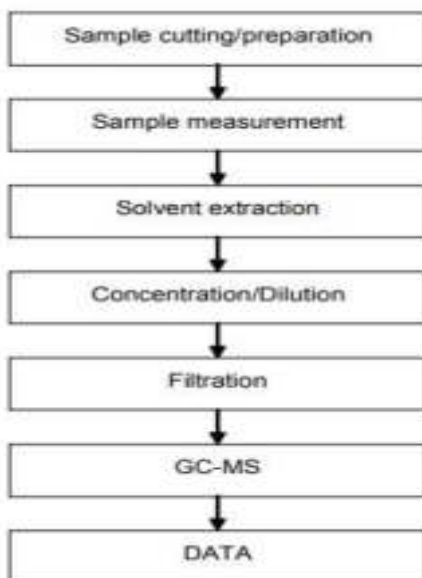 Sample cutting/preparation
Sample measurement
Solvent extraction
Concentration/Dilution
Filtration
GC-MS
DATA